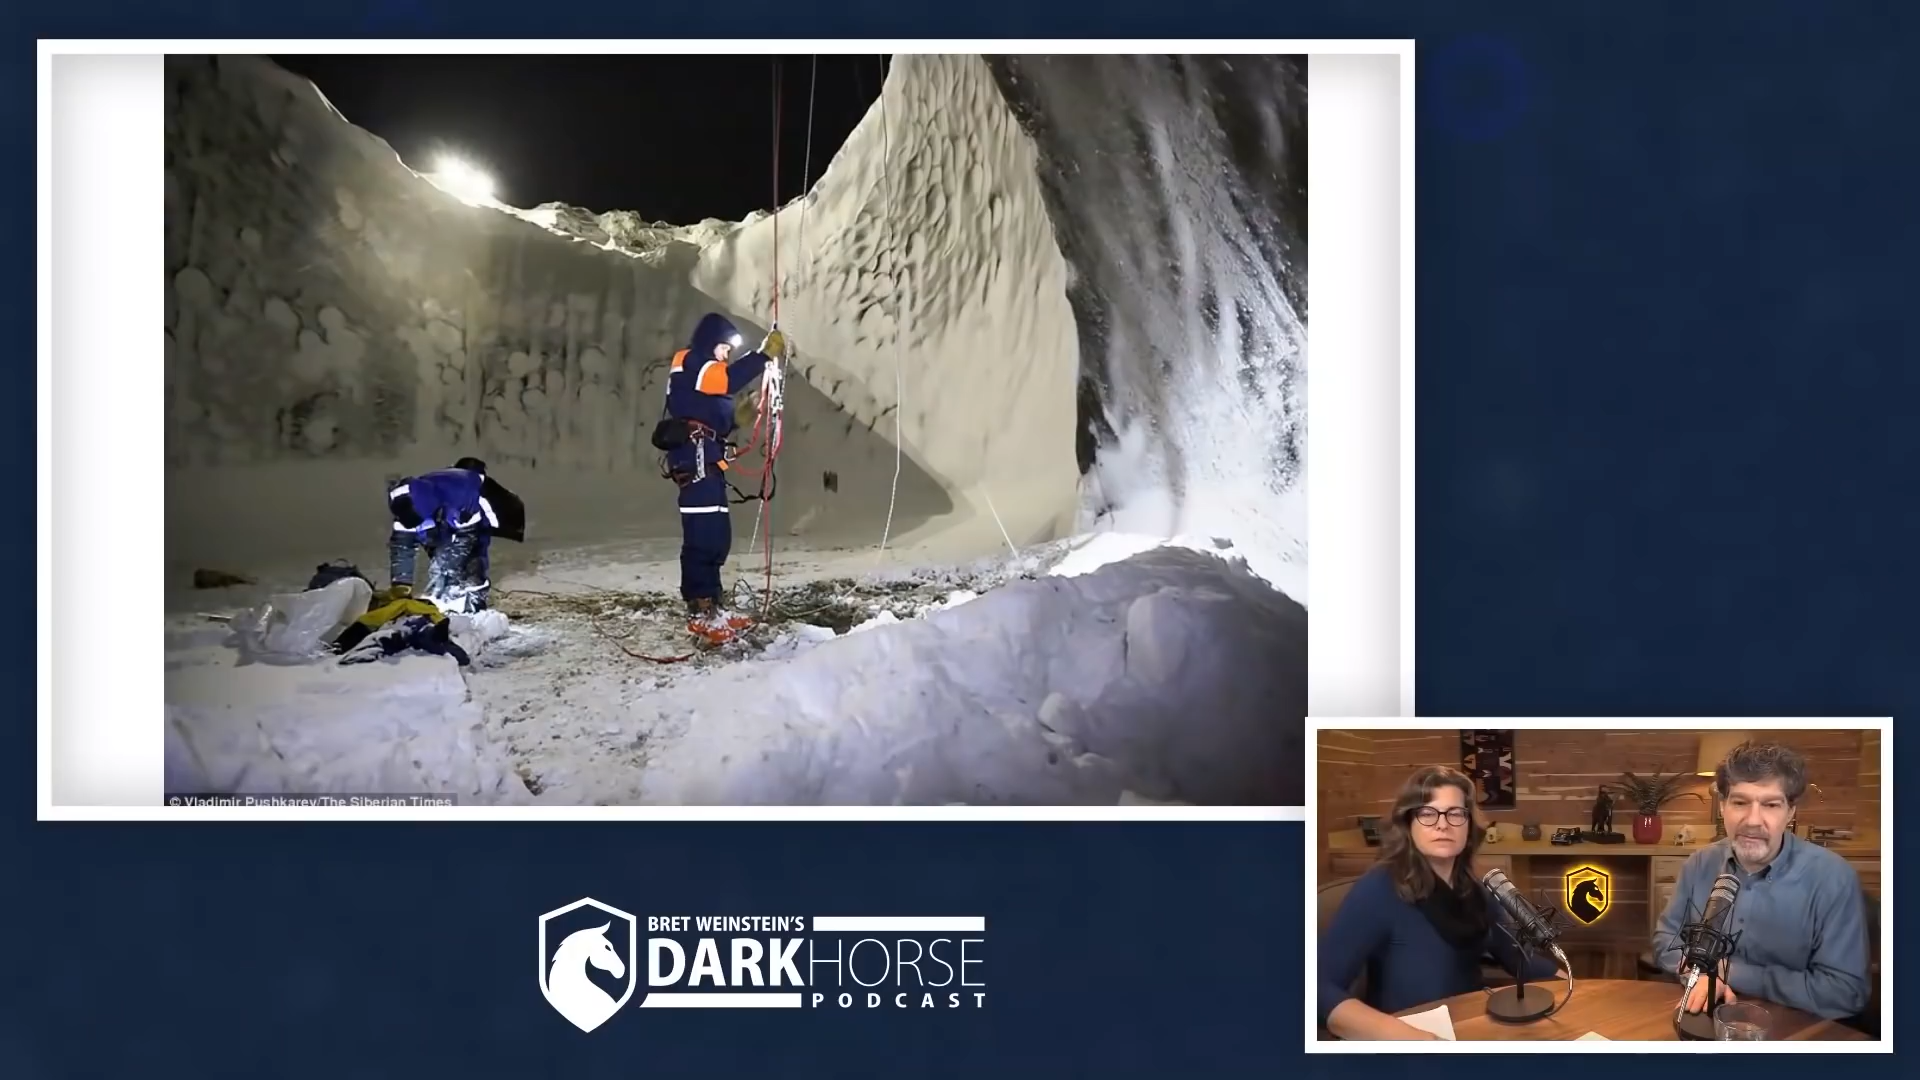 © Vladimir Pushkarev/The Siberian Times
BRET WEINSTEIN'S
DARKHORSE
PODCAST